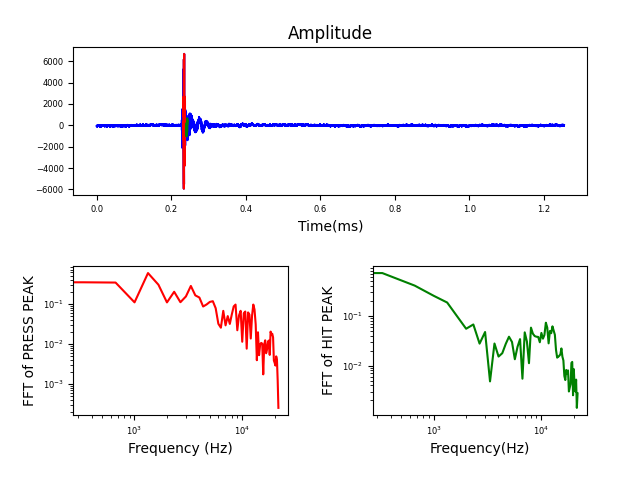 Amplitude
6000
4000
2000
0
−2000
−4000
−6000
0.0 0.2 0.4 0.6 0.8 1.0 1.2
Time(ms)
FFT of PRESS PEAK
10⁻¹
10⁻²
10⁻³
10³ 10⁴
Frequency (Hz)
FFT of HIT PEAK
10⁻¹
10⁻²
10³ 10⁴
Frequency(Hz)